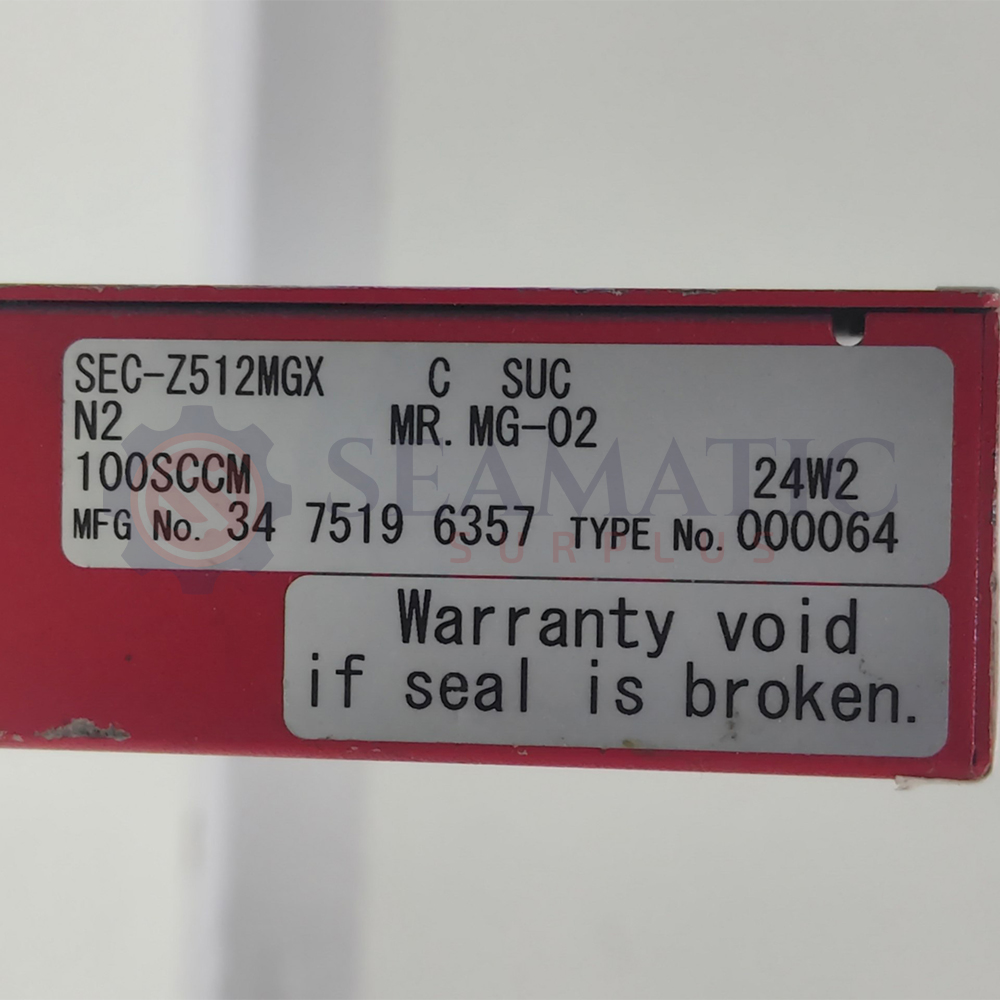 SEC-Z512MGX C SUC
N2 MR. MG-02
100SCCM 24W2
MFG No. 34 7519 6357 TYPE No. 000064
SEAMATIC
SURPLUS
Warranty void
if seal is broken.